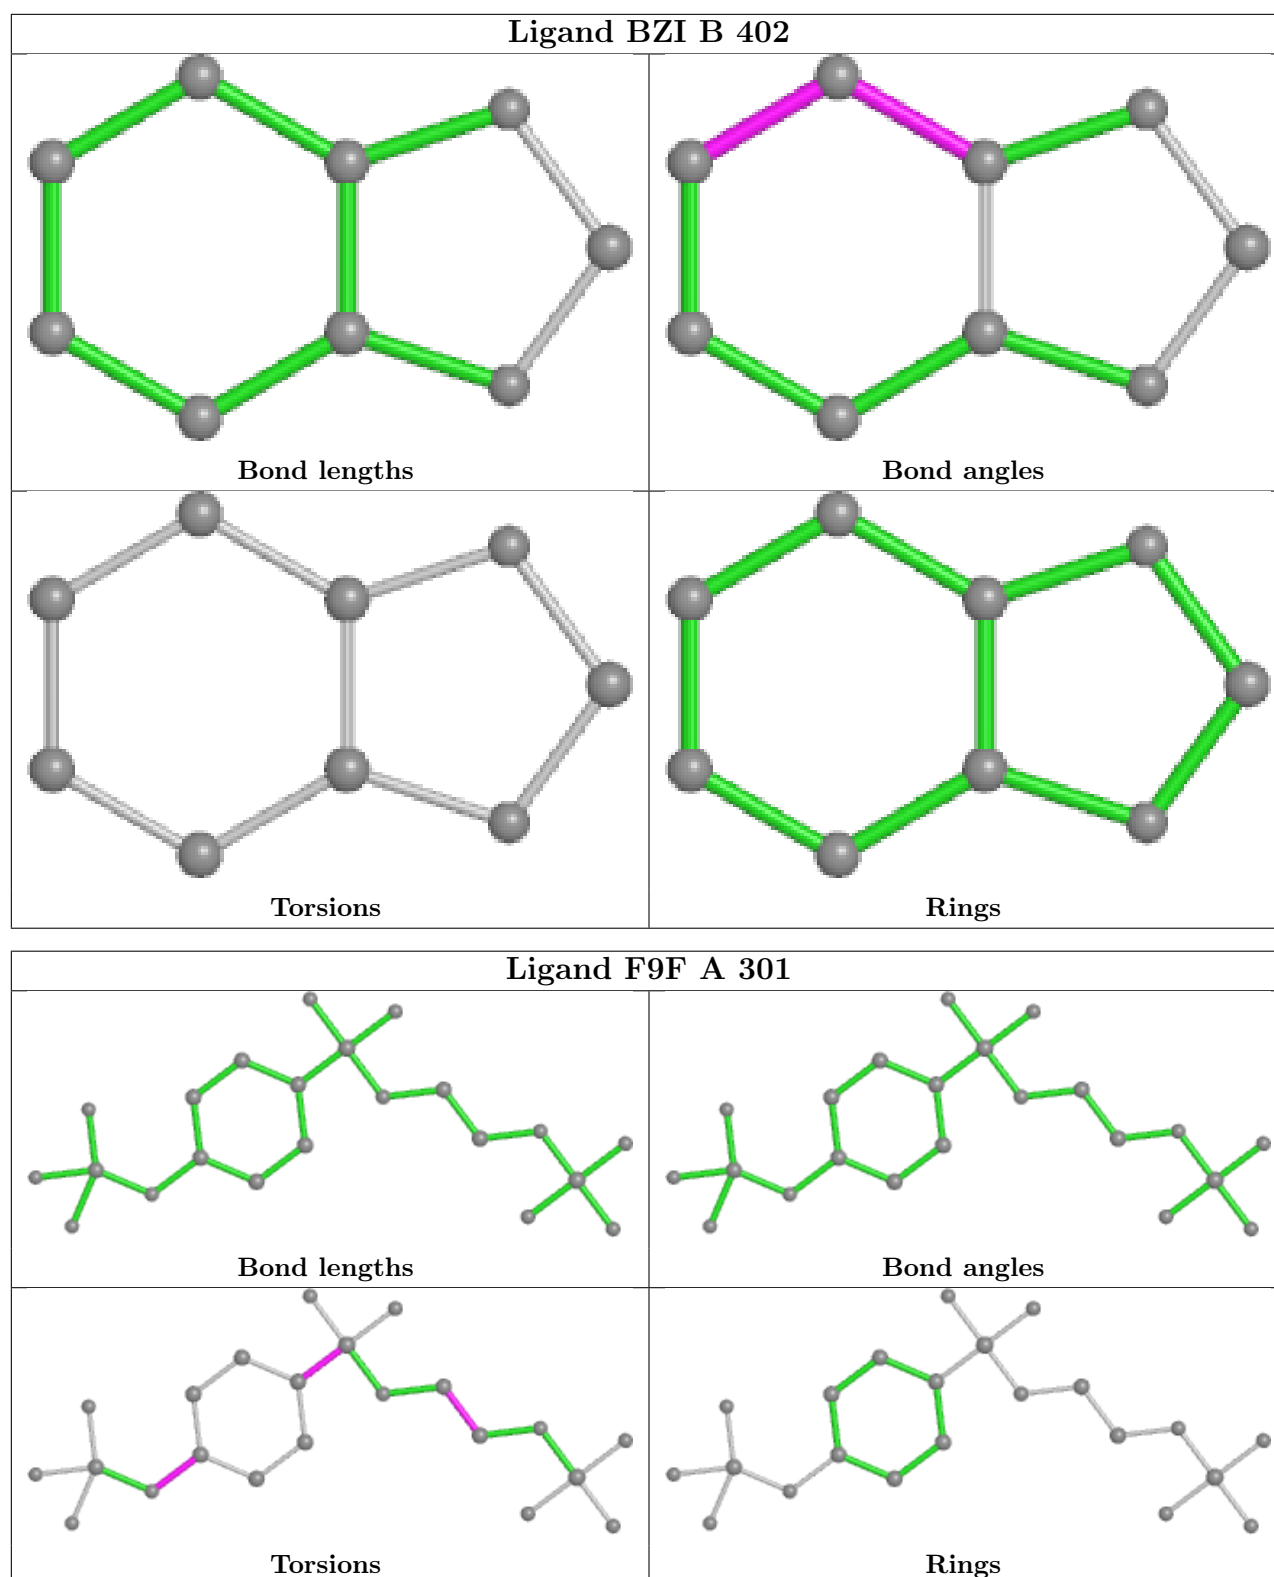 Ligand BZI B 402
Bond lengths
Bond angles
Torsions
Rings
Ligand F9F A 301
Bond lengths
Bond angles
Torsions
Rings